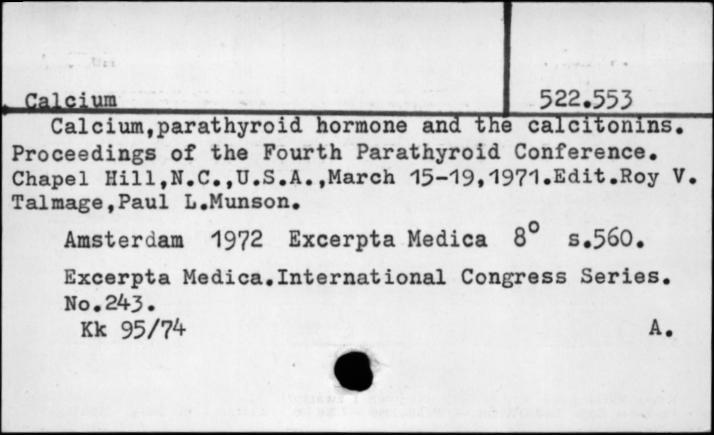 Calcium 522.553
Calcium,parathyroid hormone and the calcitonins.
Proceedings of the Fourth Parathyroid Conference.
Chapel Hill,N.C.,U.S.A.,March 15-19,1971.Edit.Roy V.
Talmage,Paul L.Munson.
Amsterdam 1972 Excerpta Medica 8° s.560.
Excerpta Medica.International Congress Series.
No.243.
Kk 95/74 A.